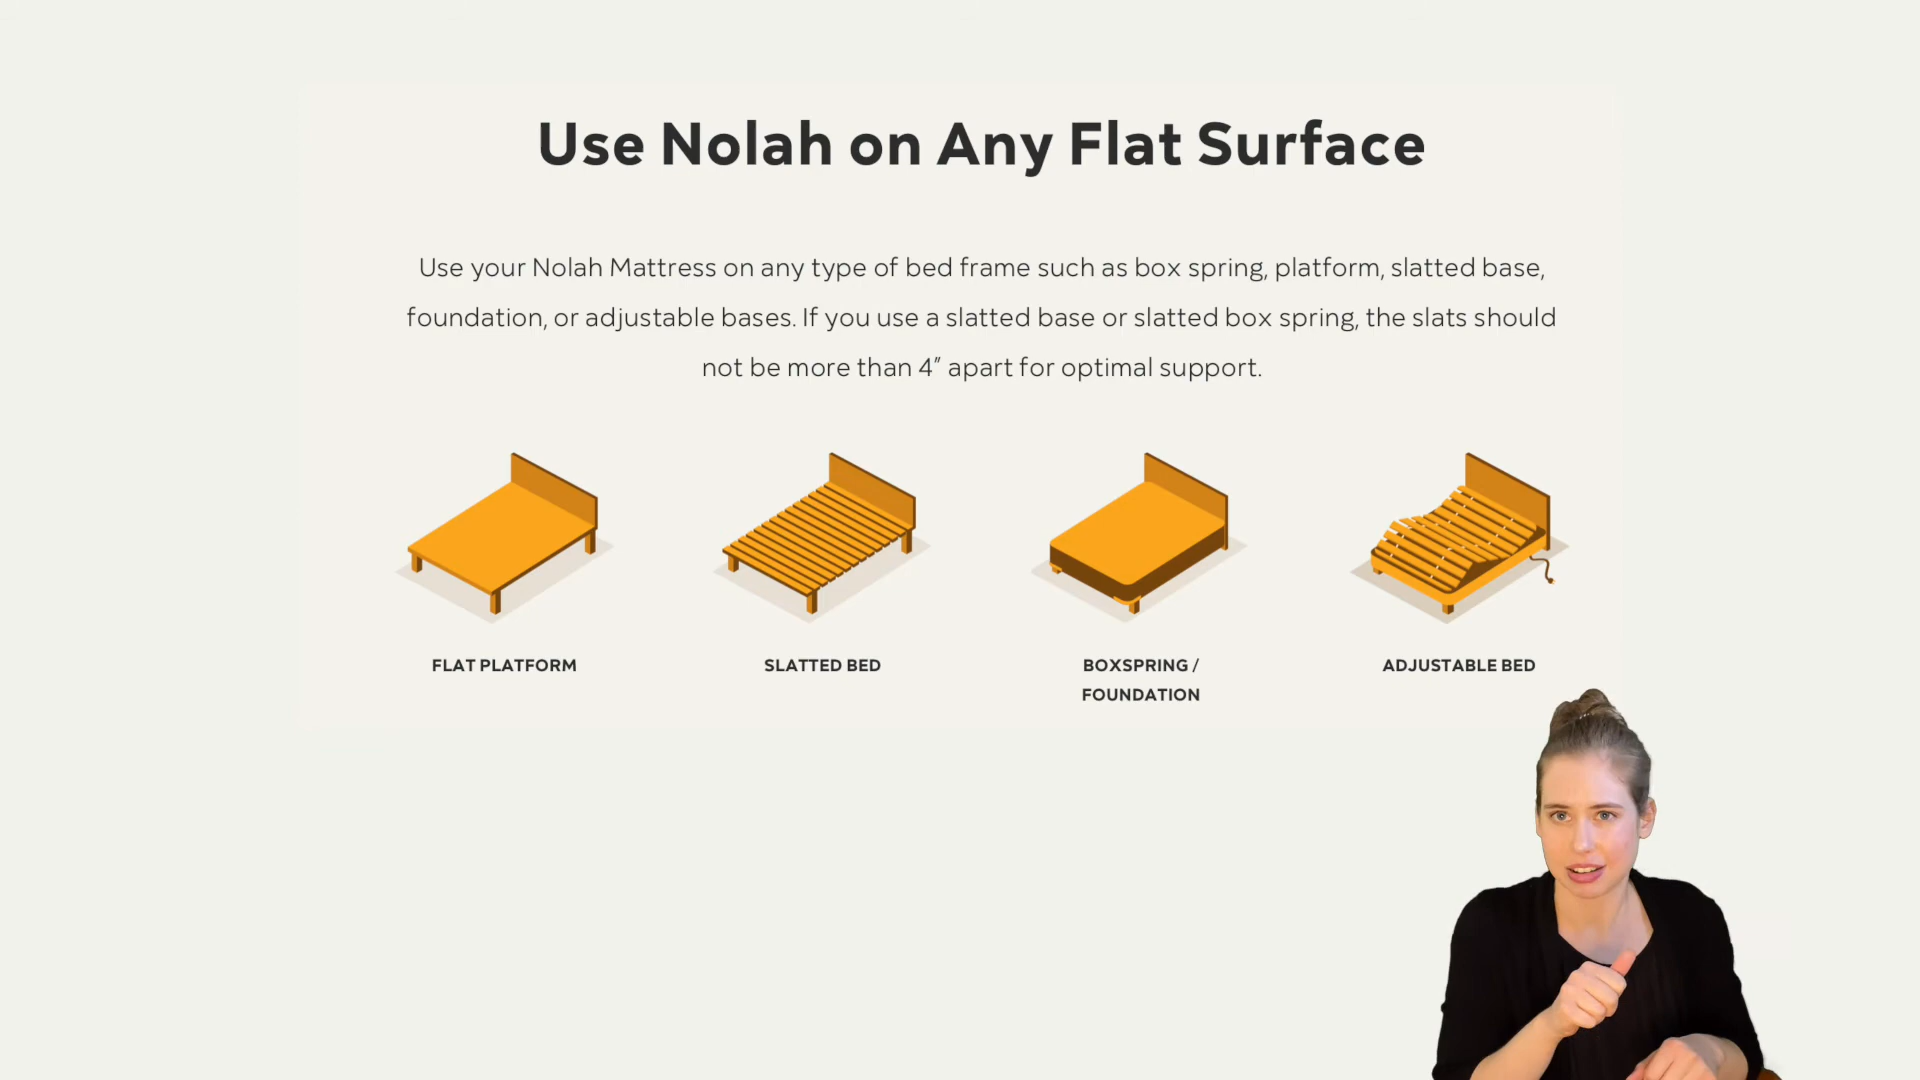 Use Nolah on Any Flat Surface
Use your Nolah Mattress on any type of bed frame such as box spring, platform, slatted base,
foundation, or adjustable bases. If you use a slatted base or slatted box spring, the slats should
not be more than 4” apart for optimal support.
FLAT PLATFORM
SLATTED BED
BOXSPRING /
FOUNDATION
ADJUSTABLE BED